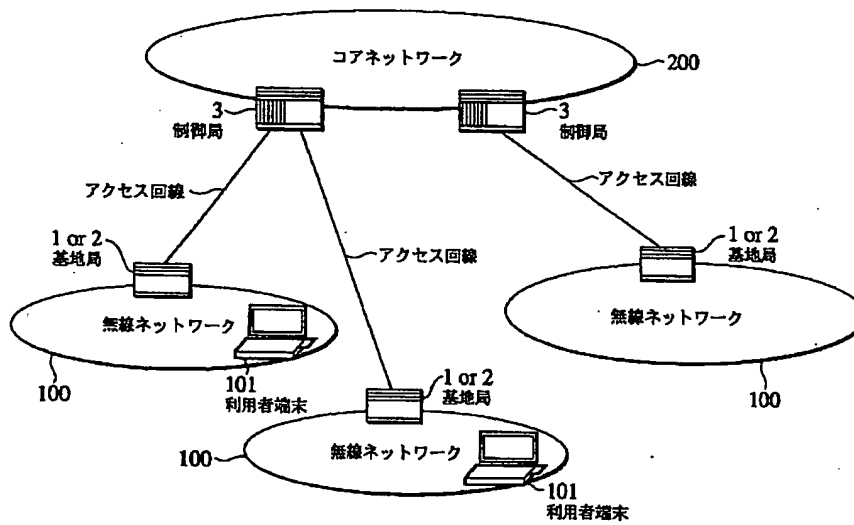 コアネットワーク
200
3
制御局
3
制御局
アクセス回線
アクセス回線
アクセス回線
1 or 2
基地局
1 or 2
基地局
無線ネットワーク
無線ネットワーク
100
101
利用者端末
1 or 2
基地局
100
100
無線ネットワーク
101
利用者端末